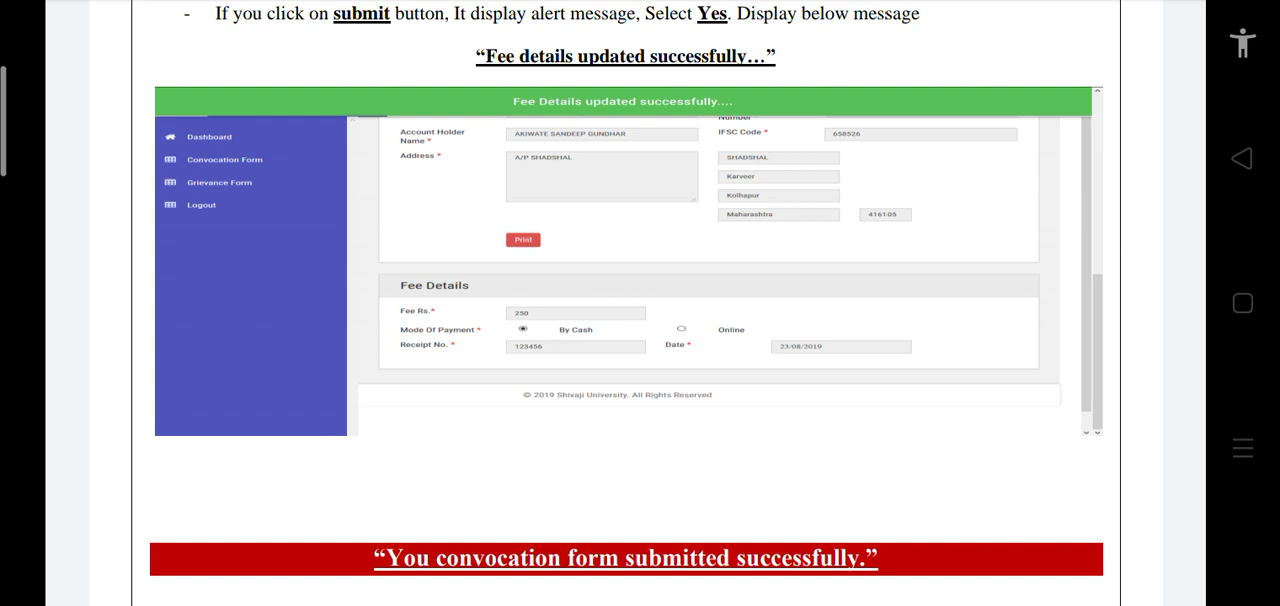 - If you click on submit button, It display alert message, Select Yes. Display below message
“Fee details updated successfully…”
Fee Details updated successfully....
Dashboard
Convocation Form
Grievance Form
Logout
Number
Account Holder Name * AKIWATE SANDEEP GUNDHAR IFSC Code * 658526
Address * A/P SHADSHAL SHADSHAL
Karveer
Kolhapur
Maharashtra 416105
Print
Fee Details
Fee Rs.* 250
Mode Of Payment * By Cash Online
Receipt No. * 123456 Date * 23/08/2019
© 2019 Shivaji University. All Rights Reserved
“You convocation form submitted successfully.”